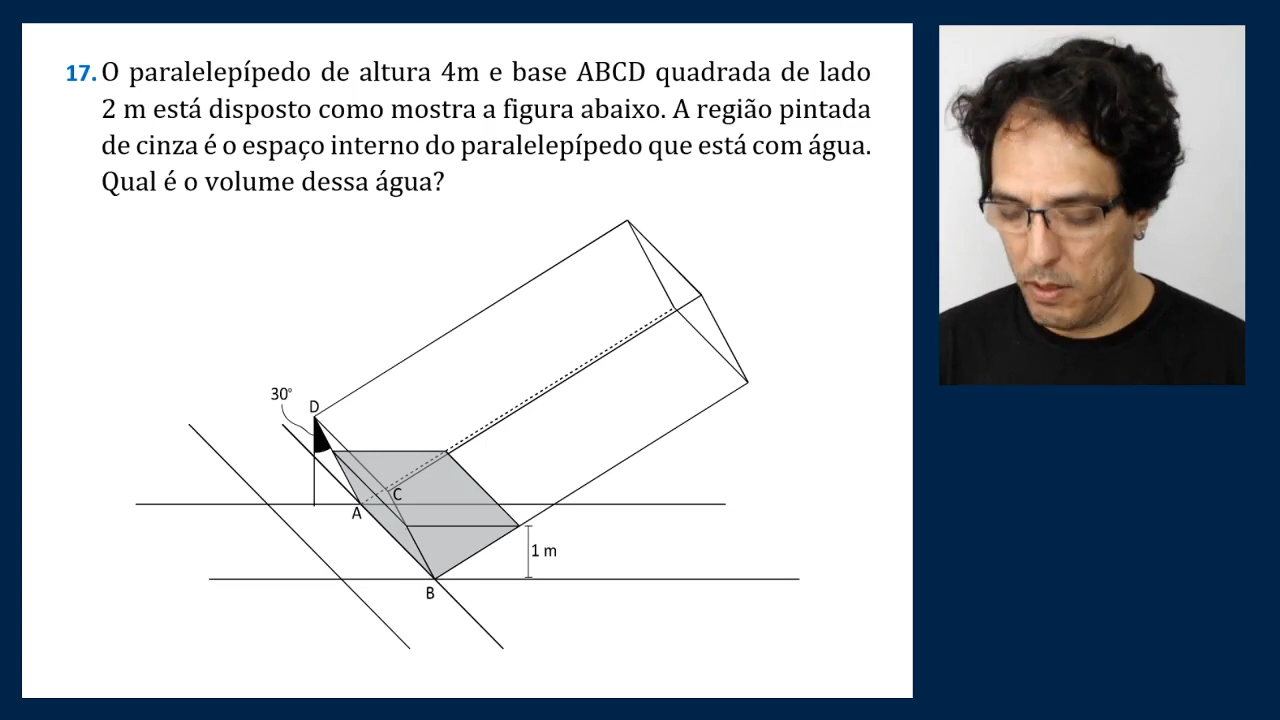 17. O paralelepípedo de altura 4m e base ABCD quadrada de lado
2 m está disposto como mostra a figura abaixo. A região pintada
de cinza é o espaço interno do paralelepípedo que está com água.
Qual é o volume dessa água?
30°
D
C
A
1 m
B